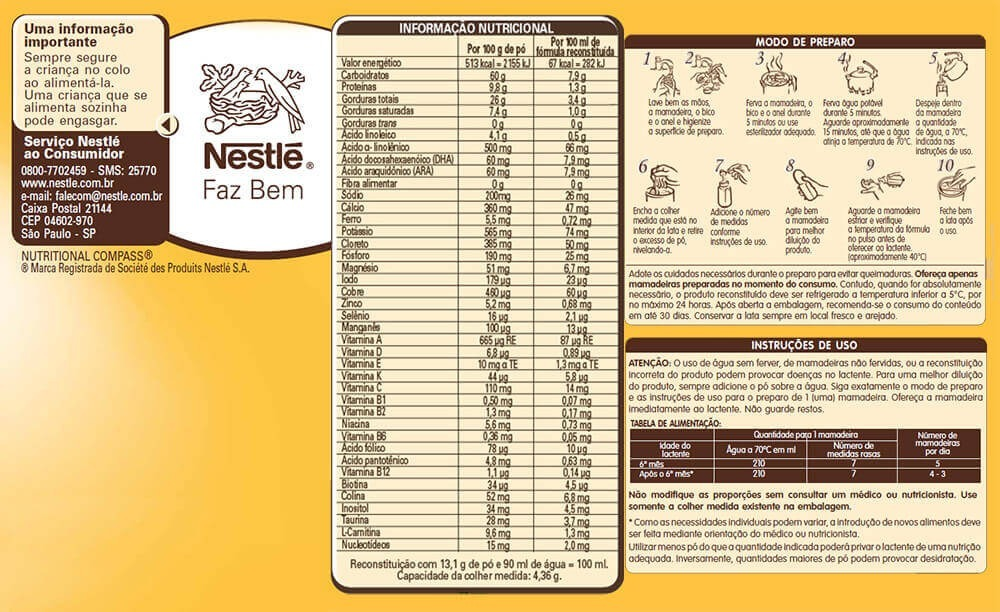 Uma informação
importante
Sempre segure
a criança no colo
ao alimentá-la.
Uma criança que se
alimenta sozinha
pode engasgar.
Serviço Nestlé
ao Consumidor
0800-7702459 - SMS: 25770
www.nestle.com.br
e-mail: falecom@nestle.com.br
Caixa Postal 21144
CEP 04602-970
São Paulo - SP
NUTRITIONAL COMPASS®
® Marca Registrada de Société des Produits Nestlé S.A.
Nestlé®
Faz Bem
INFORMAÇÃO NUTRICIONAL
Por 100 g de pó Por 100 ml de fórmula reconstituída
Valor energético 513 kcal = 2155 kJ 67 kcal = 282 kJ
Carboidratos 60 g 7,9 g
Proteínas 9,8 g 1,3 g
Gorduras totais 26 g 3,4 g
Gorduras saturadas 7,4 g 1,0 g
Gorduras trans 0 g 0 g
Ácido linoleico 4,1 g 0,5 g
Ácido α- linolênico 500 mg 66 mg
Ácido docosahexaenóico (DHA) 60 mg 7,9 mg
Ácido araquidônico (ARA) 60 mg 7,9 mg
Fibra alimentar 0 g 0 g
Sódio 200mg 26 mg
Cálcio 360 mg 47 mg
Ferro 5,5 mg 0,72 mg
Potássio 565 mg 74 mg
Cloreto 385 mg 50 mg
Fósforo 190 mg 25 mg
Magnésio 51 mg 6,7 mg
Iodo 179 µg 23 µg
Cobre 460 µg 60 µg
Zinco 5,2 mg 0,68 mg
Selênio 16 µg 2,1 µg
Manganês 100 µg 13 µg
Vitamina A 665 µg RE 87 µg RE
Vitamina D 6,8 µg 0,89 µg
Vitamina E 10 mg α TE 1,3 mg α TE
Vitamina K 44 µg 5,8 µg
Vitamina C 110 mg 14 mg
Vitamina B1 0,50 mg 0,07 mg
Vitamina B2 1,3 mg 0,17 mg
Niacina 5,6 mg 0,73 mg
Vitamina B6 0,36 mg 0,05 mg
Ácido fólico 78 µg 10 µg
Ácido pantotênico 4,8 mg 0,63 mg
Vitamina B12 1,1 µg 0,14 µg
Biotina 34 µg 4,5 µg
Colina 52 mg 6,8 mg
Inositol 34 mg 4,5 mg
Taurina 28 mg 3,7 mg
L-Carnitina 9,6 mg 1,3 mg
Nucleotídeos 15 mg 2,0 mg
Reconstituição com 13,1 g de pó e 90 ml de água = 100 ml.
Capacidade da colher medida: 4,36 g.
MODO DE PREPARO
1 2
Lave bem as mãos,
a mamadeira, o bico
e o anel e higienize
a superfície de preparo.
3
Ferva a mamadeira, o
bico e o anel durante
5 minutos ou use
esterilizador adequado.
4
Ferva água potável
durante 5 minutos.
Aguarde aproximadamente
15 minutos, até que a água
atinja a temperatura de 70°C.
5
Despeje dentro
da mamadeira
a quantidade
de água, a 70°C,
indicada nas
instruções de uso.
6
Encha a colher
medida que está no
interior da lata e retire
o excesso de pó,
nivelando-a.
7
Adicione o número
de medidas
conforme
instruções de uso.
8
Agite bem
a mamadeira
para melhor
diluição do
produto.
9
Aguarde a mamadeira
esfriar e verifique
a temperatura da fórmula
no pulso antes de
oferecer ao lactente.
(aproximadamente 40°C)
10
Feche bem
a lata após
o uso.
Adote os cuidados necessários durante o preparo para evitar queimaduras. Ofereça apenas
mamadeiras preparadas no momento do consumo. Contudo, quando for absolutamente
necessário, o produto reconstituído deve ser refrigerado a temperatura inferior a 5°C, por
no máximo 24 horas. Após aberta a embalagem, recomenda-se o consumo do conteúdo
em até 30 dias. Conservar a lata sempre em local fresco e arejado.
INSTRUÇÕES DE USO
ATENÇÃO: O uso de água sem ferver, de mamadeiras não fervidas, ou a reconstituição
incorreta do produto podem provocar doenças no lactente. Para uma melhor diluição
do produto, sempre adicione o pó sobre a água. Siga exatamente o modo de preparo
e as instruções de uso para o preparo de 1 (uma) mamadeira. Ofereça a mamadeira
imediatamente ao lactente. Não guarde restos.
TABELA DE ALIMENTAÇÃO:
Idade do lactente Quantidade para 1 mamadeira Número de mamadeiras por dia
Água a 70°C em ml Número de medidas rasas
6° mês 210 7 5
Após o 6° mês* 210 7 4 - 3
Não modifique as proporções sem consultar um médico ou nutricionista. Use
somente a colher medida existente na embalagem.
* Como as necessidades individuais podem variar, a introdução de novos alimentos deve
ser feita mediante orientação do médico ou nutricionista.
Utilizar menos pó do que a quantidade indicada poderá privar o lactente de uma nutrição
adequada. Inversamente, quantidades maiores de pó podem provocar desidratação.